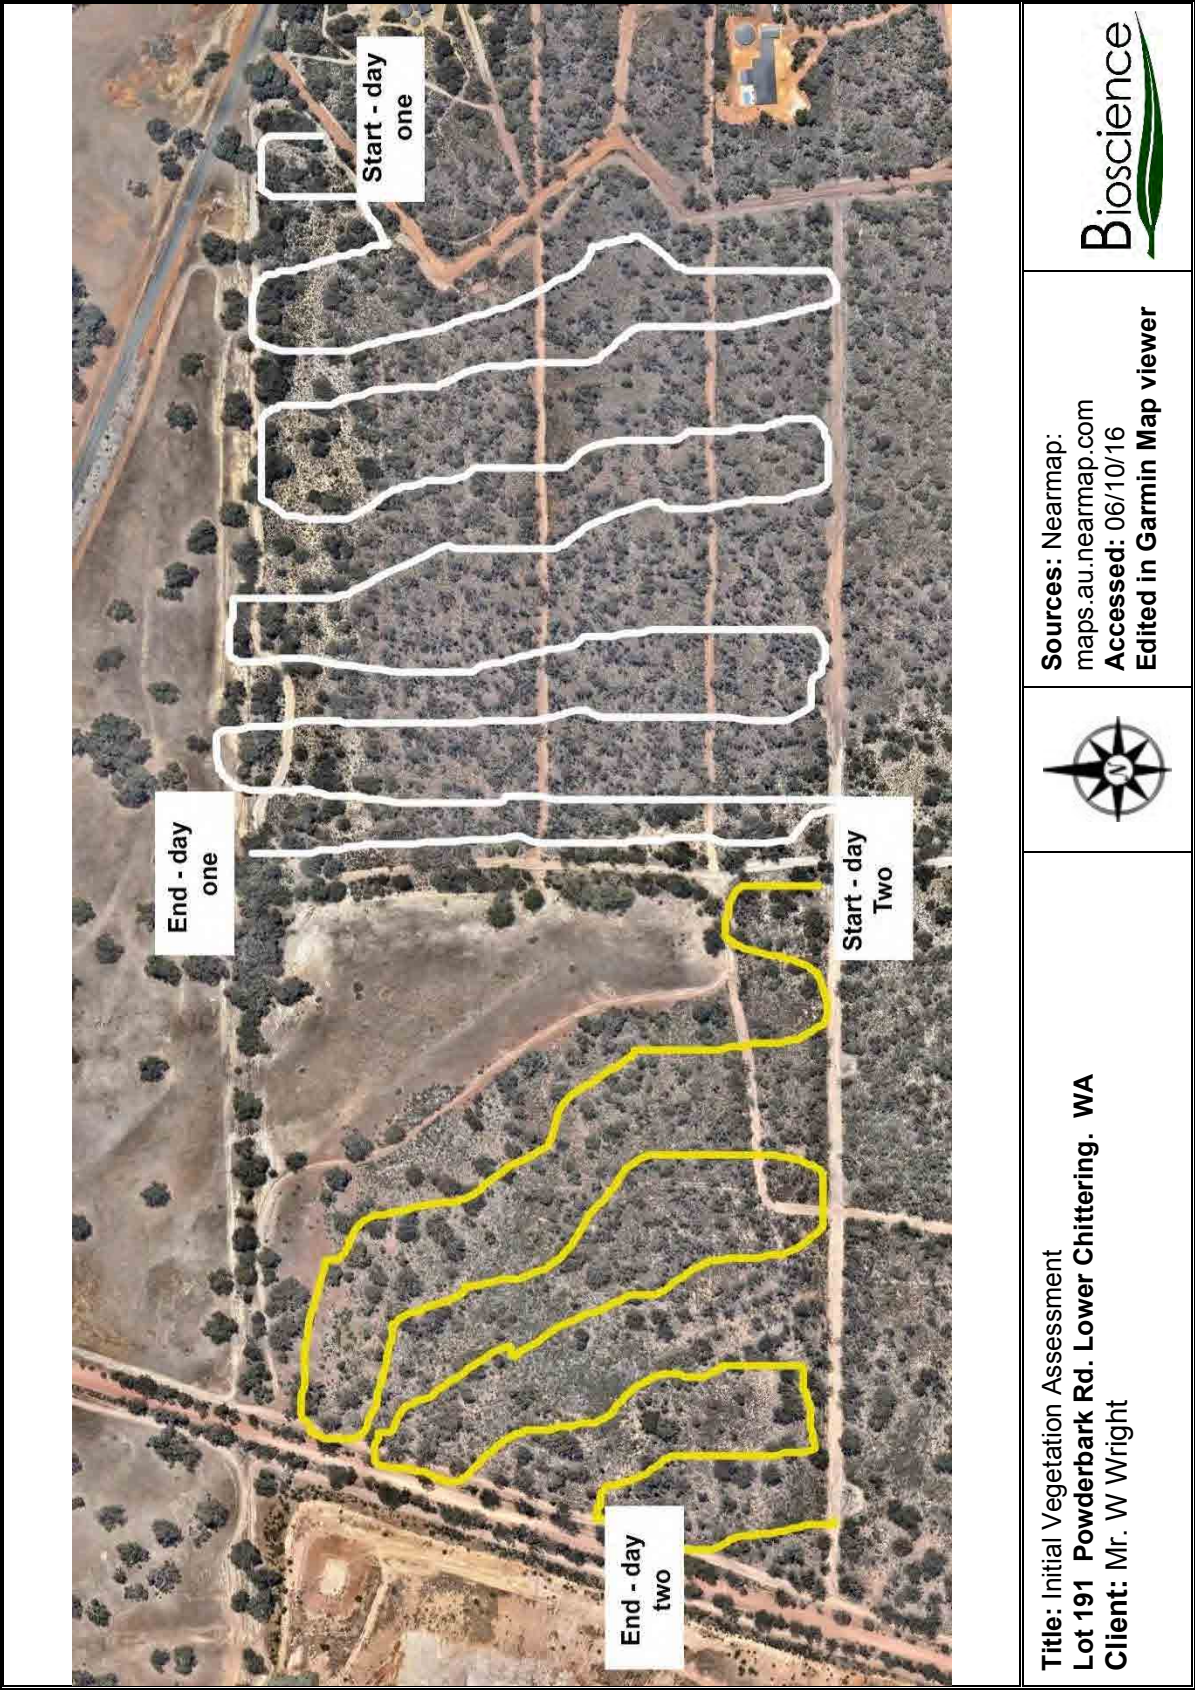 Start - day
one
End - day
one
Start - day
Two
End - day
two
Title: Initial Vegetation Assessment
Lot 191 Powderbark Rd. Lower Chittering. WA
Client: Mr. W Wright
N
Sources: Nearmap:
maps.au.nearmap.com
Accessed: 06/10/16
Edited in Garmin Map viewer
Bioscience